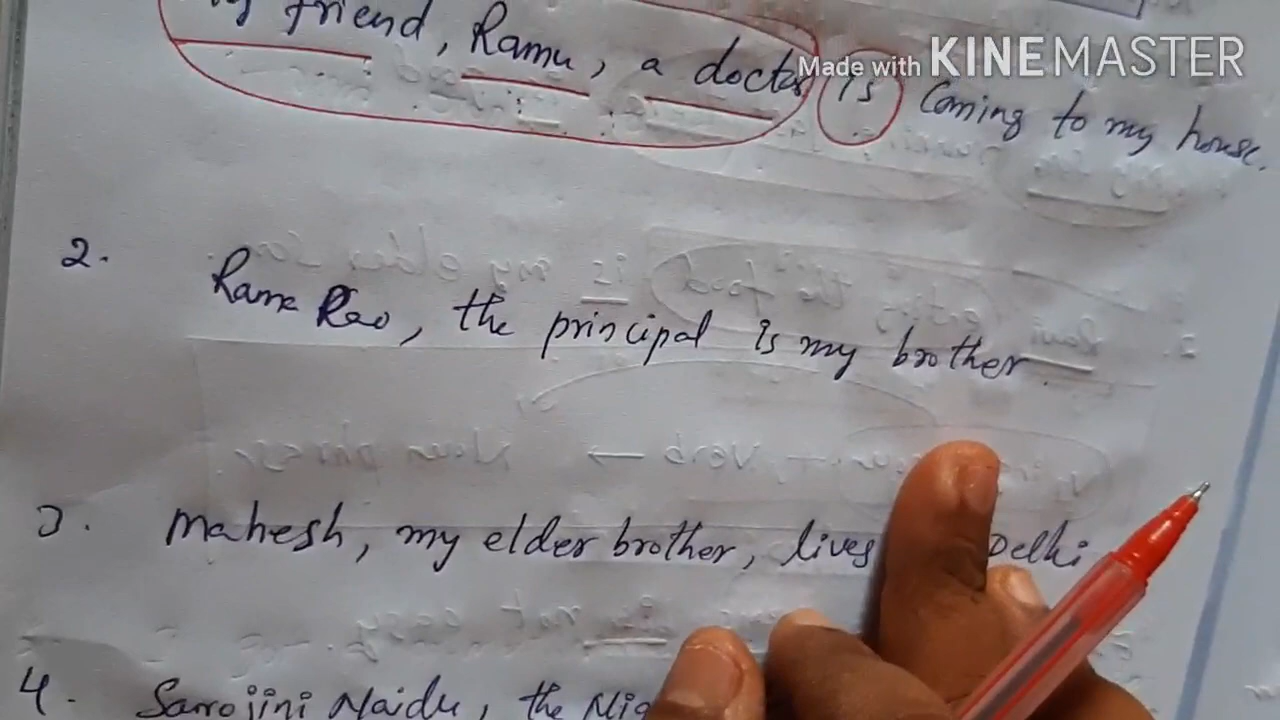 friend, Ramu, a doctor is coming to my house.
Made with KINEMASTER
2. Rama Rao, the principal is my brother.
3. Mahesh, my elder brother, lives Delhi
4. Sarojini Naidu, the